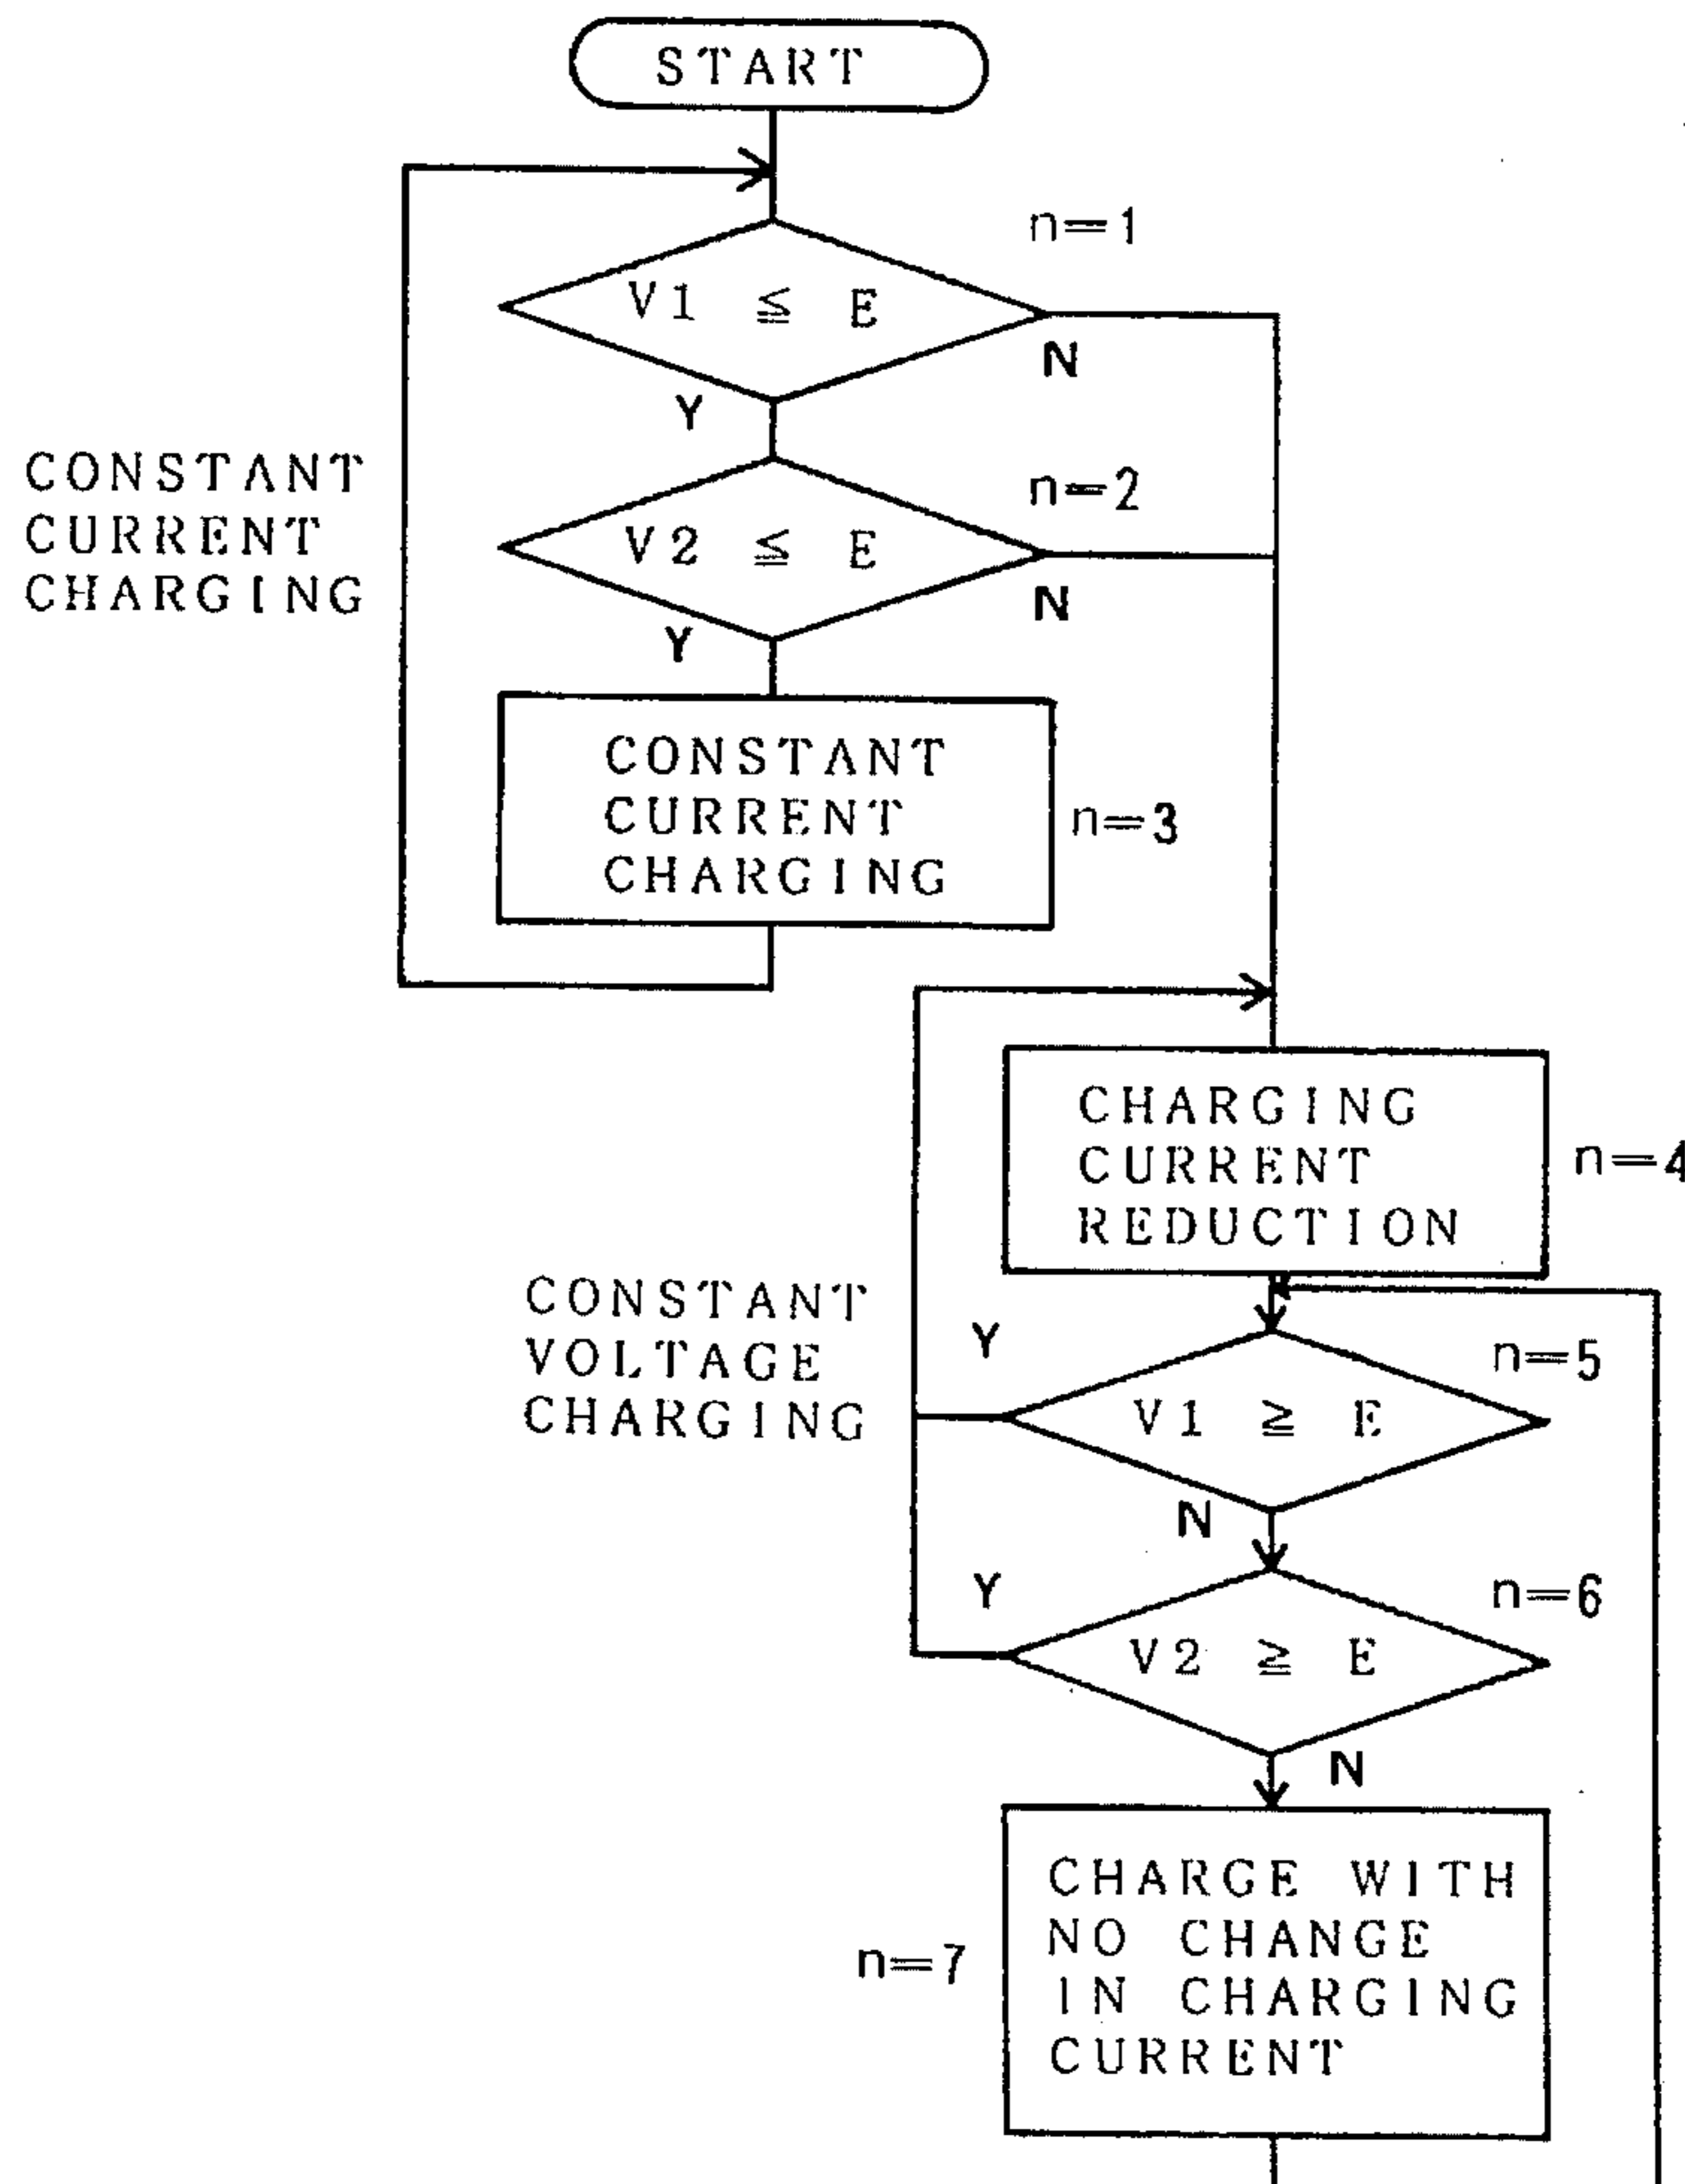 START
n=1
V1 ≦ E
N
Y
CONSTANT
CURRENT
CHARGING
n=2
V2 ≦ E
N
Y
CONSTANT
CURRENT
CHARGING
n=3
CHARGING
CURRENT
REDUCTION
n=4
CONSTANT
VOLTAGE
CHARGING
Y
n=5
V1 ≧ E
N
Y
n=6
V2 ≧ E
N
CHARGE WITH
NO CHANGE
IN CHARGING
CURRENT
n=7